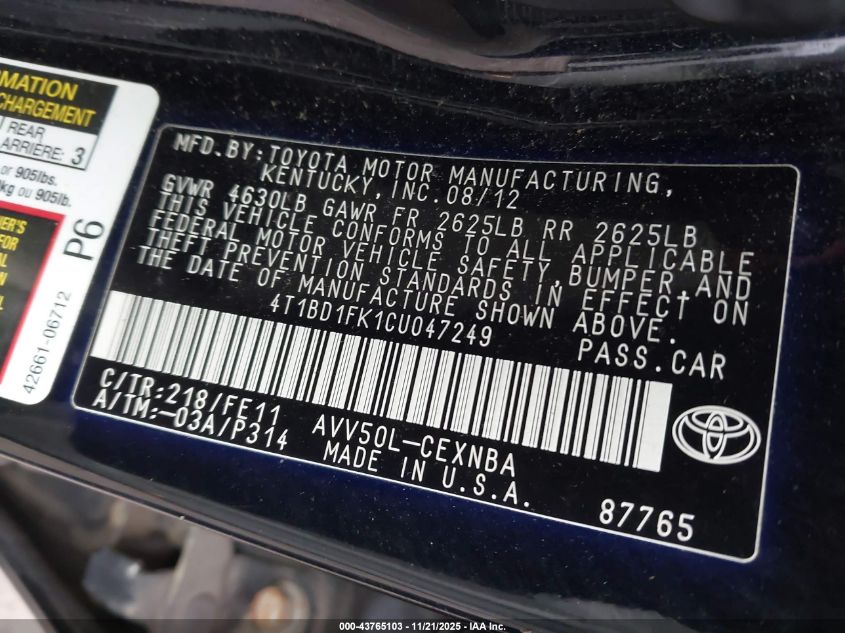 MATION
CHARGEMENT
REAR
ARRIERE: 3
or 905lbs.
kg ou 905lb.
ER'S
FOR
P6
42661-06712
MFD.BY:TOYOTA MOTOR MANUFACTURING,
KENTUCKY, INC. 08/12
GVWR 4630LB GAWR FR 2625LB RR 2625LB
THIS VEHICLE CONFORMS TO ALL APPLICABLE
FEDERAL MOTOR VEHICLE SAFETY, BUMPER, AND
THEFT PREVENTION STANDARDS IN EFFECT ON
THE DATE OF MANUFACTURE SHOWN ABOVE.
4T1BD1FK1CU047249
PASS.CAR
C/TR:218/FE11
A/TM:-03A/P314
AVV50L-CEXNBA
MADE IN U.S.A.
87765
000-43765103 - 11/21/2025 - IAA, Inc.